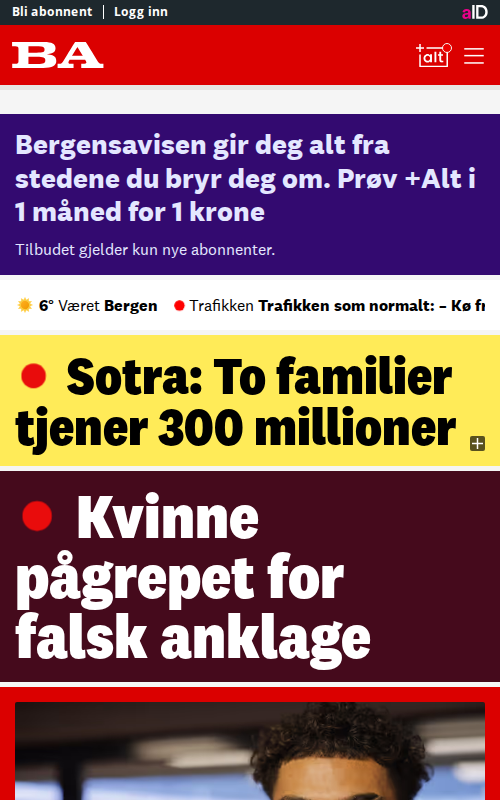 Bli abonnent | Logg inn
aID
BA
+alt
Bergensavisen gir deg alt fra
stedene du bryr deg om. Prøv +Alt i
1 måned for 1 krone
Tilbudet gjelder kun nye abonnenter.
6° Været Bergen Trafikken Trafikken som normalt: – Kø fr
Sotra: To familier
tjener 300 millioner
Kvinne
pågrepet for
falsk anklage